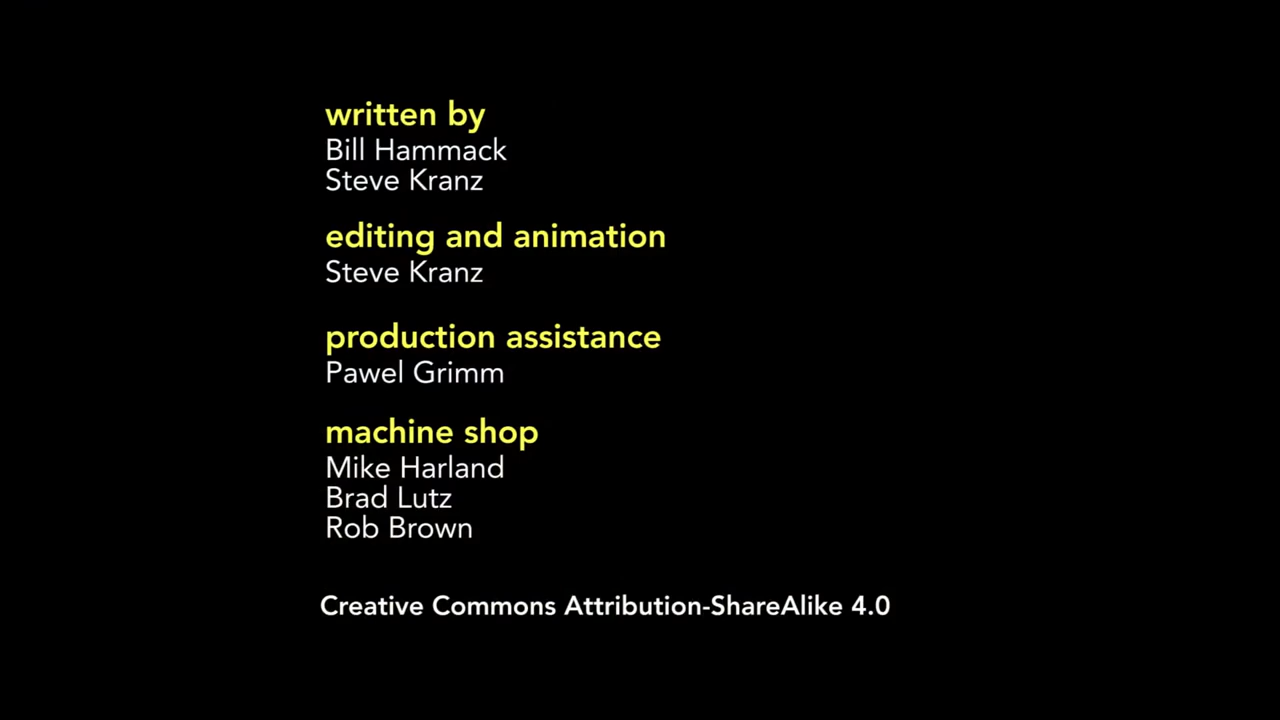 written by
Bill Hammack
Steve Kranz
editing and animation
Steve Kranz
production assistance
Pawel Grimm
machine shop
Mike Harland
Brad Lutz
Rob Brown
Creative Commons Attribution-ShareAlike 4.0